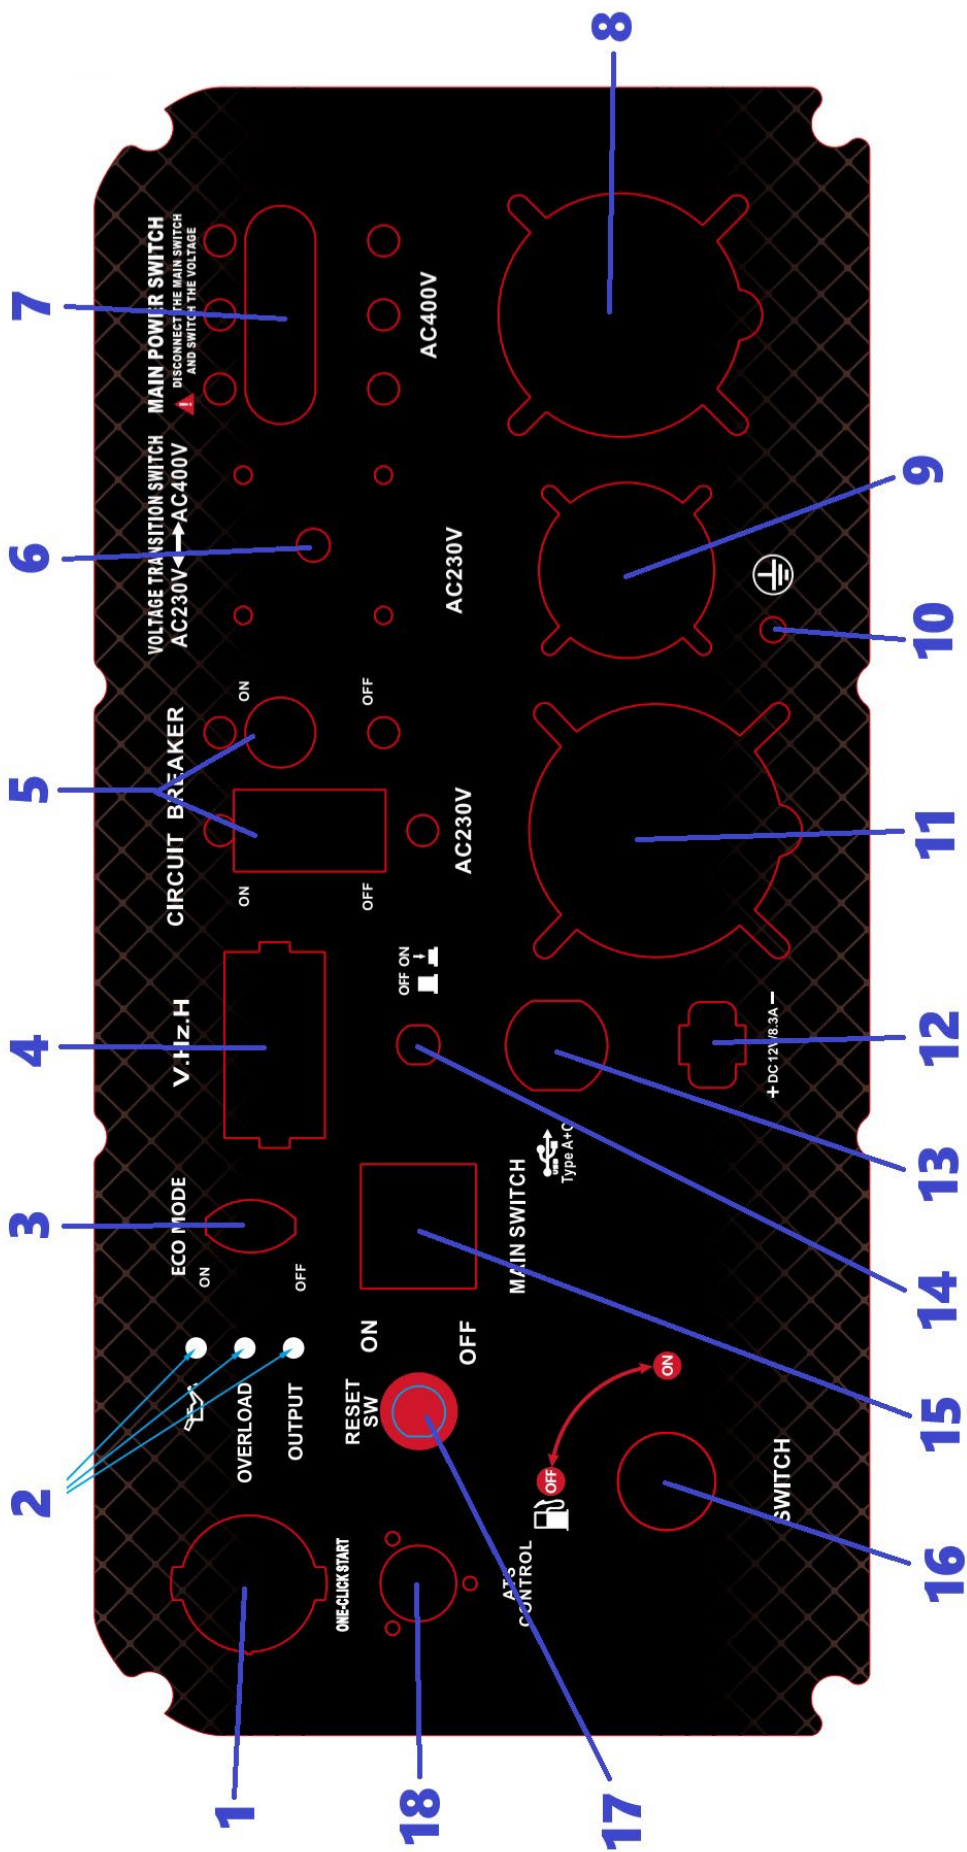 1
2
3
4
5
6
7
8
9
10
11
12
13
14
15
16
17
18
ONE-CLICK START
OVERLOAD
OUTPUT
ECO MODE
ON
OFF
V.Hz.H
CIRCUIT BREAKER
ON
OFF
ON
OFF
VOLTAGE TRANSITION SWITCH
AC230V AC400V
MAIN POWER SWITCH
! DISCONNECT THE MAIN SWITCH
AND SWITCH THE VOLTAGE
ATS
CONTROL
RESET
SW
ON
OFF
MAIN SWITCH
OFF ON
AC230V
AC230V
AC400V
OFF
ON
SWITCH
USB
Type A+C
+DC12V/8.3A−